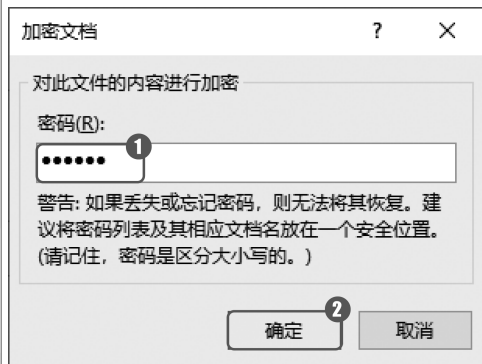 加密文档 ? ×
对此文件的内容进行加密
密码(R):
●●●●●● 1
警告: 如果丢失或忘记密码，则无法将其恢复。建
议将密码列表及其相应文档名放在一个安全位置。
(请记住，密码是区分大小写的。)
2
确定 取消